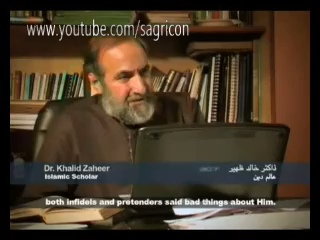 www.youtube.com/sagricon
Dr. Khalid Zaheer
ڈاکٹر خالد ظہیر
Islamic Scholar
عالم دین
both infidels and pretenders said bad things about Him.